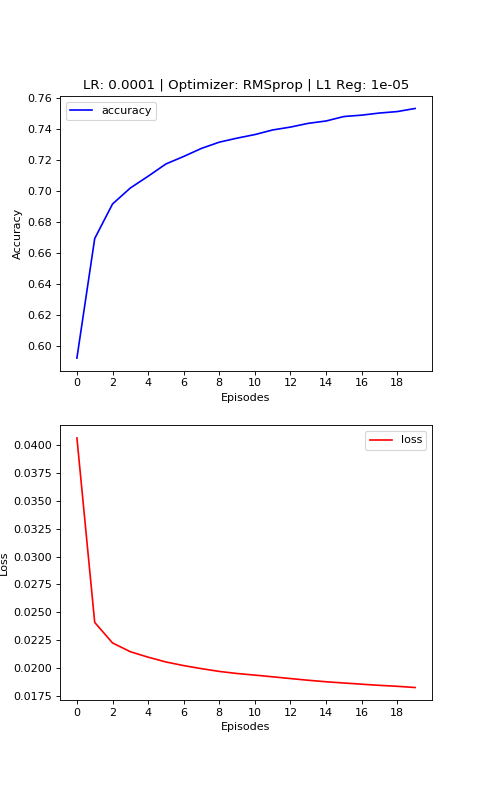 LR: 0.0001 | Optimizer: RMSprop | L1 Reg: 1e-05
accuracy
0.76
0.74
0.72
0.70
0.68
0.66
0.64
0.62
0.60
Accuracy
0 2 4 6 8 10 12 14 16 18
Episodes
loss
0.0400
0.0375
0.0350
0.0325
0.0300
0.0275
0.0250
0.0225
0.0200
0.0175
Loss
0 2 4 6 8 10 12 14 16 18
Episodes